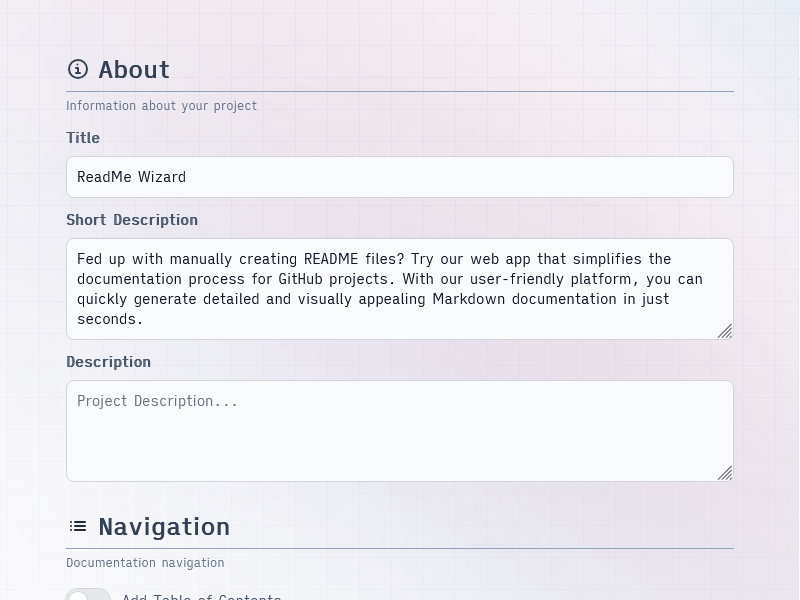 About
Information about your project
Title
ReadMe Wizard
Short Description
Fed up with manually creating README files? Try our web app that simplifies the
documentation process for GitHub projects. With our user-friendly platform, you can
quickly generate detailed and visually appealing Markdown documentation in just
seconds.
Description
Project Description...
Navigation
Documentation navigation
Add Table of Contents